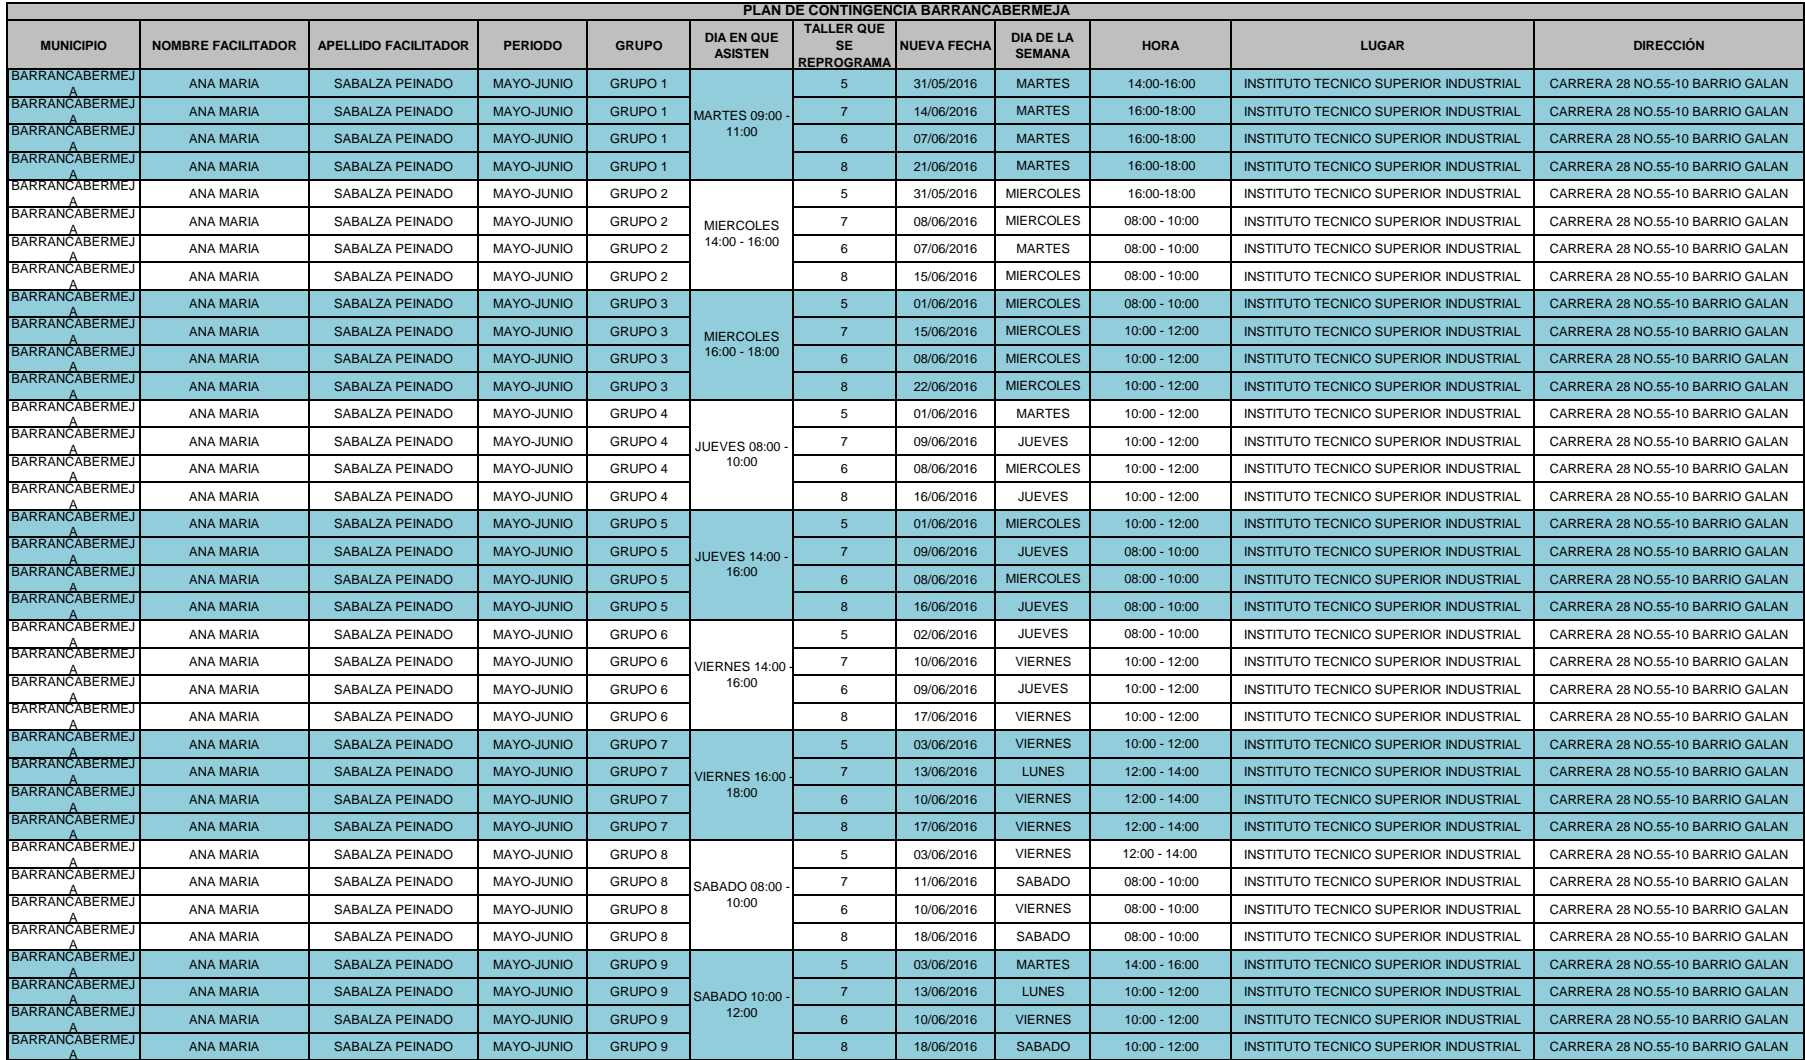 PLAN DE CONTINGENCIA BARRANCABERMEJA
MUNICIPIO NOMBRE FACILITADOR APELLIDO FACILITADOR PERIODO GRUPO DIA EN QUE ASISTEN TALLER QUE SE REPROGRAMA NUEVA FECHA DIA DE LA SEMANA HORA LUGAR DIRECCIÓN
BARRANCABERMEJA ANA MARIA SABALZA PEINADO MAYO-JUNIO GRUPO 1 MARTES 09:00 - 11:00 5 31/05/2016 MARTES 14:00-16:00 INSTITUTO TECNICO SUPERIOR INDUSTRIAL CARRERA 28 NO.55-10 BARRIO GALAN
BARRANCABERMEJA ANA MARIA SABALZA PEINADO MAYO-JUNIO GRUPO 1 7 14/06/2016 MARTES 16:00-18:00 INSTITUTO TECNICO SUPERIOR INDUSTRIAL CARRERA 28 NO.55-10 BARRIO GALAN
BARRANCABERMEJA ANA MARIA SABALZA PEINADO MAYO-JUNIO GRUPO 1 6 07/06/2016 MARTES 16:00-18:00 INSTITUTO TECNICO SUPERIOR INDUSTRIAL CARRERA 28 NO.55-10 BARRIO GALAN
BARRANCABERMEJA ANA MARIA SABALZA PEINADO MAYO-JUNIO GRUPO 1 8 21/06/2016 MARTES 16:00-18:00 INSTITUTO TECNICO SUPERIOR INDUSTRIAL CARRERA 28 NO.55-10 BARRIO GALAN
BARRANCABERMEJA ANA MARIA SABALZA PEINADO MAYO-JUNIO GRUPO 2 MIERCOLES 14:00 - 16:00 5 31/05/2016 MIERCOLES 16:00-18:00 INSTITUTO TECNICO SUPERIOR INDUSTRIAL CARRERA 28 NO.55-10 BARRIO GALAN
BARRANCABERMEJA ANA MARIA SABALZA PEINADO MAYO-JUNIO GRUPO 2 7 08/06/2016 MIERCOLES 08:00 - 10:00 INSTITUTO TECNICO SUPERIOR INDUSTRIAL CARRERA 28 NO.55-10 BARRIO GALAN
BARRANCABERMEJA ANA MARIA SABALZA PEINADO MAYO-JUNIO GRUPO 2 6 07/06/2016 MARTES 08:00 - 10:00 INSTITUTO TECNICO SUPERIOR INDUSTRIAL CARRERA 28 NO.55-10 BARRIO GALAN
BARRANCABERMEJA ANA MARIA SABALZA PEINADO MAYO-JUNIO GRUPO 2 8 15/06/2016 MIERCOLES 08:00 - 10:00 INSTITUTO TECNICO SUPERIOR INDUSTRIAL CARRERA 28 NO.55-10 BARRIO GALAN
BARRANCABERMEJA ANA MARIA SABALZA PEINADO MAYO-JUNIO GRUPO 3 MIERCOLES 16:00 - 18:00 5 01/06/2016 MIERCOLES 08:00 - 10:00 INSTITUTO TECNICO SUPERIOR INDUSTRIAL CARRERA 28 NO.55-10 BARRIO GALAN
BARRANCABERMEJA ANA MARIA SABALZA PEINADO MAYO-JUNIO GRUPO 3 7 15/06/2016 MIERCOLES 10:00 - 12:00 INSTITUTO TECNICO SUPERIOR INDUSTRIAL CARRERA 28 NO.55-10 BARRIO GALAN
BARRANCABERMEJA ANA MARIA SABALZA PEINADO MAYO-JUNIO GRUPO 3 6 08/06/2016 MIERCOLES 10:00 - 12:00 INSTITUTO TECNICO SUPERIOR INDUSTRIAL CARRERA 28 NO.55-10 BARRIO GALAN
BARRANCABERMEJA ANA MARIA SABALZA PEINADO MAYO-JUNIO GRUPO 3 8 22/06/2016 MIERCOLES 10:00 - 12:00 INSTITUTO TECNICO SUPERIOR INDUSTRIAL CARRERA 28 NO.55-10 BARRIO GALAN
BARRANCABERMEJA ANA MARIA SABALZA PEINADO MAYO-JUNIO GRUPO 4 JUEVES 08:00 - 10:00 5 01/06/2016 MARTES 10:00 - 12:00 INSTITUTO TECNICO SUPERIOR INDUSTRIAL CARRERA 28 NO.55-10 BARRIO GALAN
BARRANCABERMEJA ANA MARIA SABALZA PEINADO MAYO-JUNIO GRUPO 4 7 09/06/2016 JUEVES 10:00 - 12:00 INSTITUTO TECNICO SUPERIOR INDUSTRIAL CARRERA 28 NO.55-10 BARRIO GALAN
BARRANCABERMEJA ANA MARIA SABALZA PEINADO MAYO-JUNIO GRUPO 4 6 08/06/2016 MIERCOLES 10:00 - 12:00 INSTITUTO TECNICO SUPERIOR INDUSTRIAL CARRERA 28 NO.55-10 BARRIO GALAN
BARRANCABERMEJA ANA MARIA SABALZA PEINADO MAYO-JUNIO GRUPO 4 8 16/06/2016 JUEVES 10:00 - 12:00 INSTITUTO TECNICO SUPERIOR INDUSTRIAL CARRERA 28 NO.55-10 BARRIO GALAN
BARRANCABERMEJA ANA MARIA SABALZA PEINADO MAYO-JUNIO GRUPO 5 JUEVES 14:00 - 16:00 5 01/06/2016 MIERCOLES 10:00 - 12:00 INSTITUTO TECNICO SUPERIOR INDUSTRIAL CARRERA 28 NO.55-10 BARRIO GALAN
BARRANCABERMEJA ANA MARIA SABALZA PEINADO MAYO-JUNIO GRUPO 5 7 09/06/2016 JUEVES 08:00 - 10:00 INSTITUTO TECNICO SUPERIOR INDUSTRIAL CARRERA 28 NO.55-10 BARRIO GALAN
BARRANCABERMEJA ANA MARIA SABALZA PEINADO MAYO-JUNIO GRUPO 5 6 08/06/2016 MIERCOLES 08:00 - 10:00 INSTITUTO TECNICO SUPERIOR INDUSTRIAL CARRERA 28 NO.55-10 BARRIO GALAN
BARRANCABERMEJA ANA MARIA SABALZA PEINADO MAYO-JUNIO GRUPO 5 8 16/06/2016 JUEVES 08:00 - 10:00 INSTITUTO TECNICO SUPERIOR INDUSTRIAL CARRERA 28 NO.55-10 BARRIO GALAN
BARRANCABERMEJA ANA MARIA SABALZA PEINADO MAYO-JUNIO GRUPO 6 VIERNES 14:00 - 16:00 5 02/06/2016 JUEVES 08:00 - 10:00 INSTITUTO TECNICO SUPERIOR INDUSTRIAL CARRERA 28 NO.55-10 BARRIO GALAN
BARRANCABERMEJA ANA MARIA SABALZA PEINADO MAYO-JUNIO GRUPO 6 7 10/06/2016 VIERNES 10:00 - 12:00 INSTITUTO TECNICO SUPERIOR INDUSTRIAL CARRERA 28 NO.55-10 BARRIO GALAN
BARRANCABERMEJA ANA MARIA SABALZA PEINADO MAYO-JUNIO GRUPO 6 6 09/06/2016 JUEVES 10:00 - 12:00 INSTITUTO TECNICO SUPERIOR INDUSTRIAL CARRERA 28 NO.55-10 BARRIO GALAN
BARRANCABERMEJA ANA MARIA SABALZA PEINADO MAYO-JUNIO GRUPO 6 8 17/06/2016 VIERNES 10:00 - 12:00 INSTITUTO TECNICO SUPERIOR INDUSTRIAL CARRERA 28 NO.55-10 BARRIO GALAN
BARRANCABERMEJA ANA MARIA SABALZA PEINADO MAYO-JUNIO GRUPO 7 VIERNES 16:00 - 18:00 5 03/06/2016 VIERNES 10:00 - 12:00 INSTITUTO TECNICO SUPERIOR INDUSTRIAL CARRERA 28 NO.55-10 BARRIO GALAN
BARRANCABERMEJA ANA MARIA SABALZA PEINADO MAYO-JUNIO GRUPO 7 7 13/06/2016 LUNES 12:00 - 14:00 INSTITUTO TECNICO SUPERIOR INDUSTRIAL CARRERA 28 NO.55-10 BARRIO GALAN
BARRANCABERMEJA ANA MARIA SABALZA PEINADO MAYO-JUNIO GRUPO 7 6 10/06/2016 VIERNES 12:00 - 14:00 INSTITUTO TECNICO SUPERIOR INDUSTRIAL CARRERA 28 NO.55-10 BARRIO GALAN
BARRANCABERMEJA ANA MARIA SABALZA PEINADO MAYO-JUNIO GRUPO 7 8 17/06/2016 VIERNES 12:00 - 14:00 INSTITUTO TECNICO SUPERIOR INDUSTRIAL CARRERA 28 NO.55-10 BARRIO GALAN
BARRANCABERMEJA ANA MARIA SABALZA PEINADO MAYO-JUNIO GRUPO 8 SABADO 08:00 - 10:00 5 03/06/2016 VIERNES 12:00 - 14:00 INSTITUTO TECNICO SUPERIOR INDUSTRIAL CARRERA 28 NO.55-10 BARRIO GALAN
BARRANCABERMEJA ANA MARIA SABALZA PEINADO MAYO-JUNIO GRUPO 8 7 11/06/2016 SABADO 08:00 - 10:00 INSTITUTO TECNICO SUPERIOR INDUSTRIAL CARRERA 28 NO.55-10 BARRIO GALAN
BARRANCABERMEJA ANA MARIA SABALZA PEINADO MAYO-JUNIO GRUPO 8 6 10/06/2016 VIERNES 08:00 - 10:00 INSTITUTO TECNICO SUPERIOR INDUSTRIAL CARRERA 28 NO.55-10 BARRIO GALAN
BARRANCABERMEJA ANA MARIA SABALZA PEINADO MAYO-JUNIO GRUPO 8 8 18/06/2016 SABADO 08:00 - 10:00 INSTITUTO TECNICO SUPERIOR INDUSTRIAL CARRERA 28 NO.55-10 BARRIO GALAN
BARRANCABERMEJA ANA MARIA SABALZA PEINADO MAYO-JUNIO GRUPO 9 SABADO 10:00 - 12:00 5 03/06/2016 MARTES 14:00 - 16:00 INSTITUTO TECNICO SUPERIOR INDUSTRIAL CARRERA 28 NO.55-10 BARRIO GALAN
BARRANCABERMEJA ANA MARIA SABALZA PEINADO MAYO-JUNIO GRUPO 9 7 13/06/2016 LUNES 10:00 - 12:00 INSTITUTO TECNICO SUPERIOR INDUSTRIAL CARRERA 28 NO.55-10 BARRIO GALAN
BARRANCABERMEJA ANA MARIA SABALZA PEINADO MAYO-JUNIO GRUPO 9 6 10/06/2016 VIERNES 10:00 - 12:00 INSTITUTO TECNICO SUPERIOR INDUSTRIAL CARRERA 28 NO.55-10 BARRIO GALAN
BARRANCABERMEJA ANA MARIA SABALZA PEINADO MAYO-JUNIO GRUPO 9 8 18/06/2016 SABADO 10:00 - 12:00 INSTITUTO TECNICO SUPERIOR INDUSTRIAL CARRERA 28 NO.55-10 BARRIO GALAN